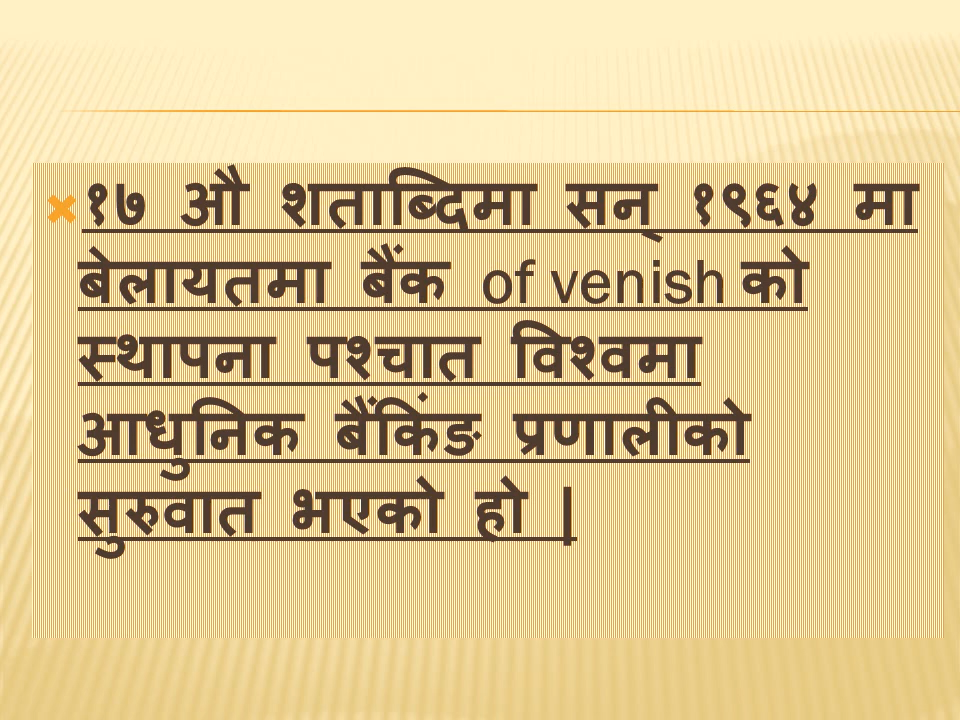 १७ औ शताब्दिमा सन् १९६४ मा
बेलायतमा बैंक of venish को
स्थापना पश्चात विश्वमा
आधुनिक बैंकिंङ प्रणालीको
सुरुवात भएको हो |